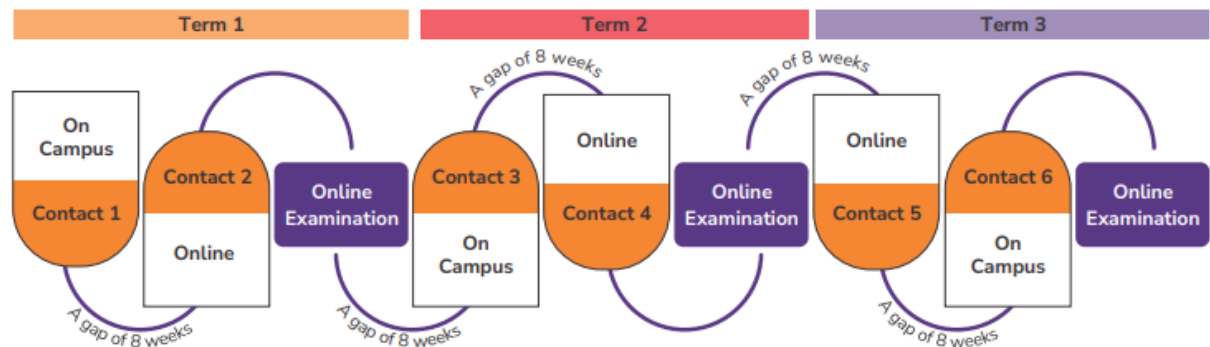 Term 1
Term 2
Term 3
On
Campus
Contact 1
A gap of 8 weeks
Contact 2
Online
Online
Examination
A gap of 8 weeks
Contact 3
On
Campus
A gap of 8 weeks
Online
Contact 4
Online
Examination
A gap of 8 weeks
Online
Contact 5
A gap of 8 weeks
Contact 6
On
Campus
Online
Examination